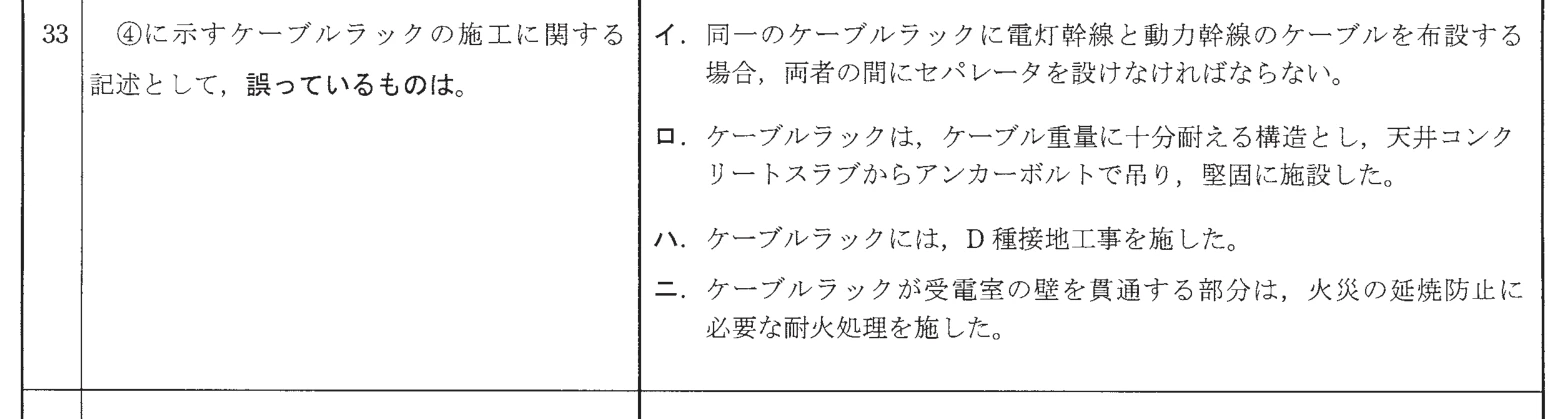 33
④に示すケーブルラックの施工に関する
記述として，誤っているものは。
イ．同一のケーブルラックに電灯幹線と動力幹線のケーブルを布設する
場合，両者の間にセパレータを設けなければならない。
ロ．ケーブルラックは，ケーブル重量に十分耐える構造とし，天井コンク
リートスラブからアンカーボルトで吊り，堅固に施設した。
ハ．ケーブルラックには，D種接地工事を施した。
ニ．ケーブルラックが受電室の壁を貫通する部分は，火災の延焼防止に
必要な耐火処理を施した。